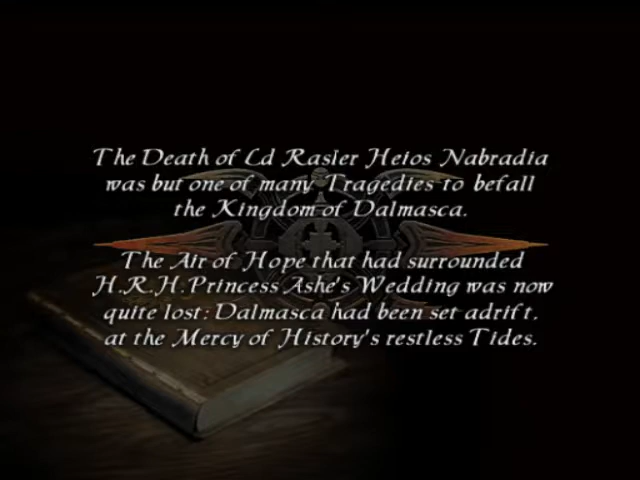 The Death of Ld Rasler Heios Nabradia
was but one of many Tragedies to befall
the Kingdom of Dalmasca.
The Air of Hope that had surrounded
H.R.H. Princess Ashe's Wedding was now
quite lost: Dalmasca had been set adrift,
at the Mercy of History's restless Tides.